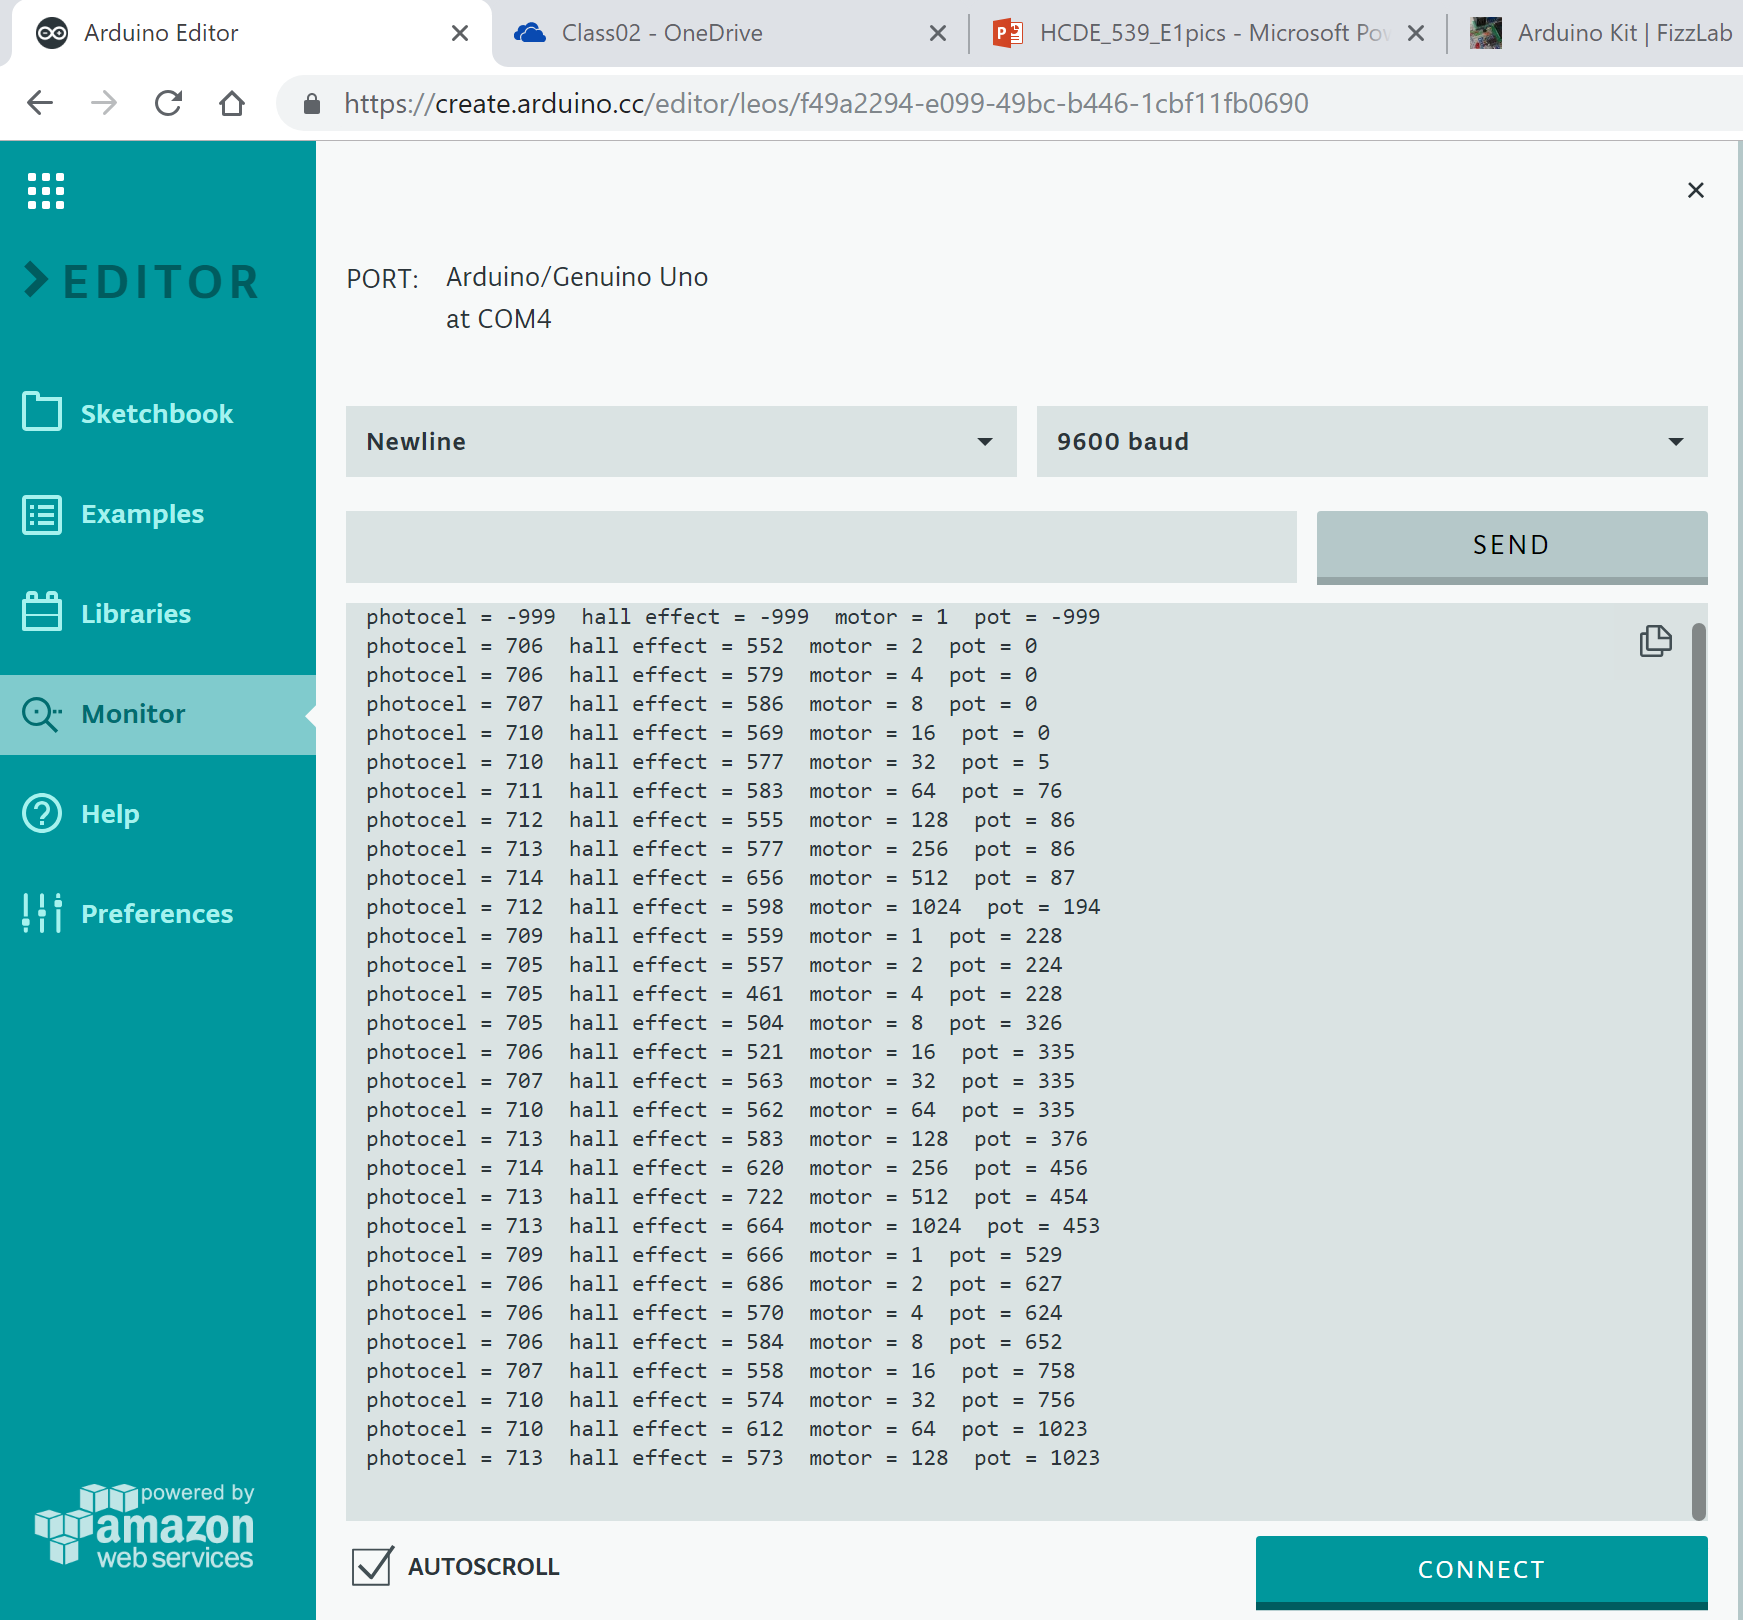 Arduino Editor
Class02 - OneDrive
HCDE_539_E1pics - Microsoft Pov
Arduino Kit | FizzLab
https://create.arduino.cc/editor/leos/f49a2294-e099-49bc-b446-1cbf11fb0690
EDITOR
Sketchbook
Examples
Libraries
Monitor
Help
Preferences
powered by
amazon
web services
PORT: Arduino/Genuino Uno
at COM4
Newline
9600 baud
SEND
photocel = -999  hall effect = -999  motor = 1  pot = -999
photocel = 706  hall effect = 552  motor = 2  pot = 0
photocel = 706  hall effect = 579  motor = 4  pot = 0
photocel = 707  hall effect = 586  motor = 8  pot = 0
photocel = 710  hall effect = 569  motor = 16  pot = 0
photocel = 710  hall effect = 577  motor = 32  pot = 5
photocel = 711  hall effect = 583  motor = 64  pot = 76
photocel = 712  hall effect = 555  motor = 128  pot = 86
photocel = 713  hall effect = 577  motor = 256  pot = 86
photocel = 714  hall effect = 656  motor = 512  pot = 87
photocel = 712  hall effect = 598  motor = 1024  pot = 194
photocel = 709  hall effect = 559  motor = 1  pot = 228
photocel = 705  hall effect = 557  motor = 2  pot = 224
photocel = 705  hall effect = 461  motor = 4  pot = 228
photocel = 705  hall effect = 504  motor = 8  pot = 326
photocel = 706  hall effect = 521  motor = 16  pot = 335
photocel = 707  hall effect = 563  motor = 32  pot = 335
photocel = 710  hall effect = 562  motor = 64  pot = 335
photocel = 713  hall effect = 583  motor = 128  pot = 376
photocel = 714  hall effect = 620  motor = 256  pot = 456
photocel = 713  hall effect = 722  motor = 512  pot = 454
photocel = 713  hall effect = 664  motor = 1024  pot = 453
photocel = 709  hall effect = 666  motor = 1  pot = 529
photocel = 706  hall effect = 686  motor = 2  pot = 627
photocel = 706  hall effect = 570  motor = 4  pot = 624
photocel = 706  hall effect = 584  motor = 8  pot = 652
photocel = 707  hall effect = 558  motor = 16  pot = 758
photocel = 710  hall effect = 574  motor = 32  pot = 756
photocel = 710  hall effect = 612  motor = 64  pot = 1023
photocel = 713  hall effect = 573  motor = 128  pot = 1023
AUTOSCROLL
CONNECT